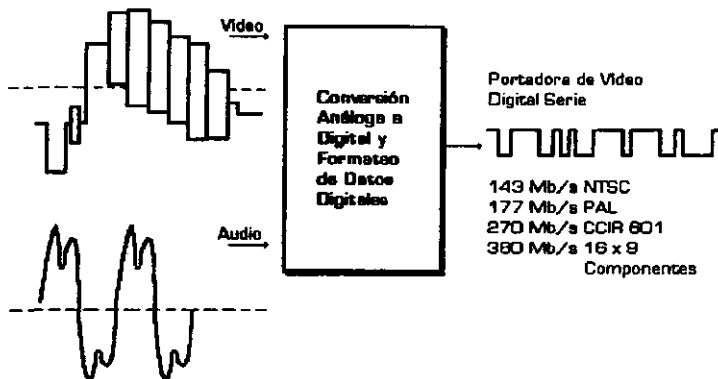 Video
Conversión
Análoga a
Digital y
Formateo
de Datos
Digitales
Audio
Portadora de Video
Digital Serie
143 Mb/s NTSC
177 Mb/s PAL
270 Mb/s CCIR 601
360 Mb/s 16 x 9
Componentes